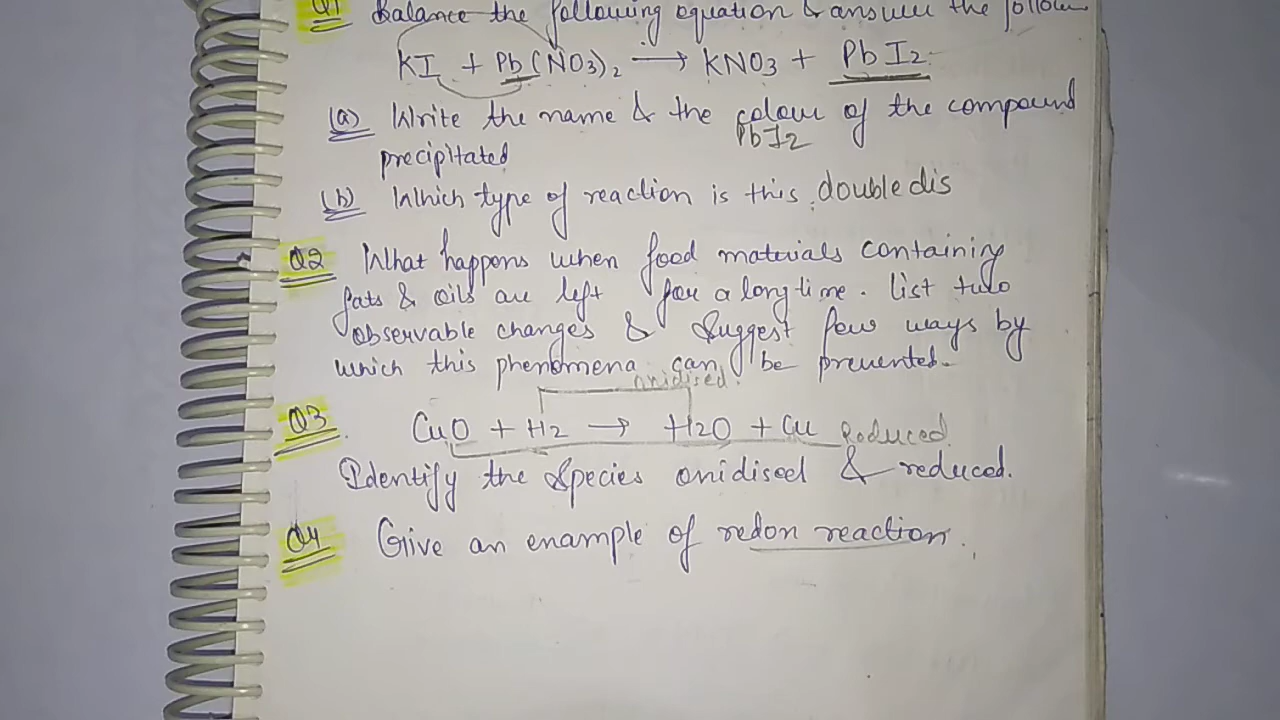 Q1 Balance the following equation & answer the follow
KI + Pb(NO3)2 → KNO3 + PbI2
(a) Write the name & the colour of the compound
PbI2
precipitated
(b) Which type of reaction is this. double dis
Q2 What happens when food materials containing
fats & oils are left for a long time. List two
observable changes & Suggest few ways by
which this phenomena can be prevented.
oxidised.
Q3. CuO + H2 → H2O + Cu Reduced
Identify the Species oxidised & reduced.
Q4 Give an example of redox reaction.